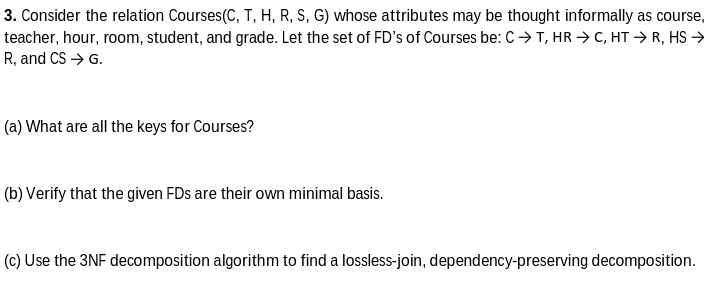 3. Consider the relation Courses(C, T, H, R, S, G) whose attributes may be thought informally as course,
teacher, hour, room, student, and grade. Let the set of FD's of Courses be: C → T, HR → C, HT → R, HS →
R, and CS → G.
(a) What are all the keys for Courses?
(b) Verify that the given FDs are their own minimal basis.
(c) Use the 3NF decomposition algorithm to find a lossless-join, dependency-preserving decomposition.